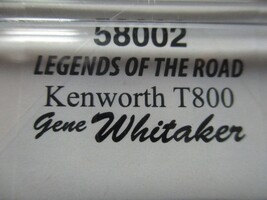 58002
LEGENDS OF THE ROAD
Kenworth T800
Gene Whitaker